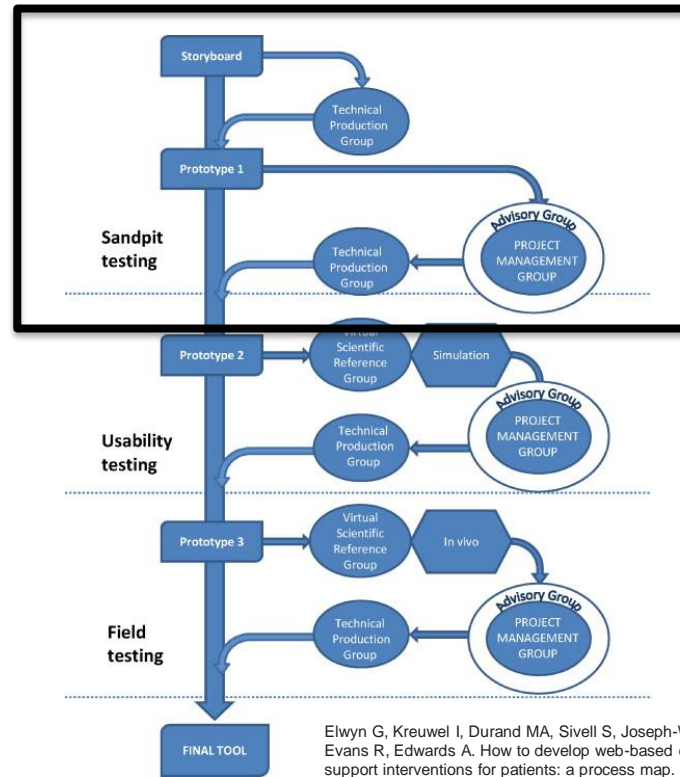 Storyboard
Technical
Production
Group
Prototype 1
Sandpit
testing
Technical
Production
Group
Advisory Group
PROJECT
MANAGEMENT
GROUP
Prototype 2
Virtual
Scientific
Reference
Group
Simulation
Usability
testing
Technical
Production
Group
Advisory Group
PROJECT
MANAGEMENT
GROUP
Prototype 3
Virtual
Scientific
Reference
Group
In vivo
Field
testing
Technical
Production
Group
Advisory Group
PROJECT
MANAGEMENT
GROUP
FINAL TOOL
Elwyn G, Kreuwel I, Durand MA, Sivell S, Joseph-
Evans R, Edwards A. How to develop web-based
support interventions for patients: a process map.